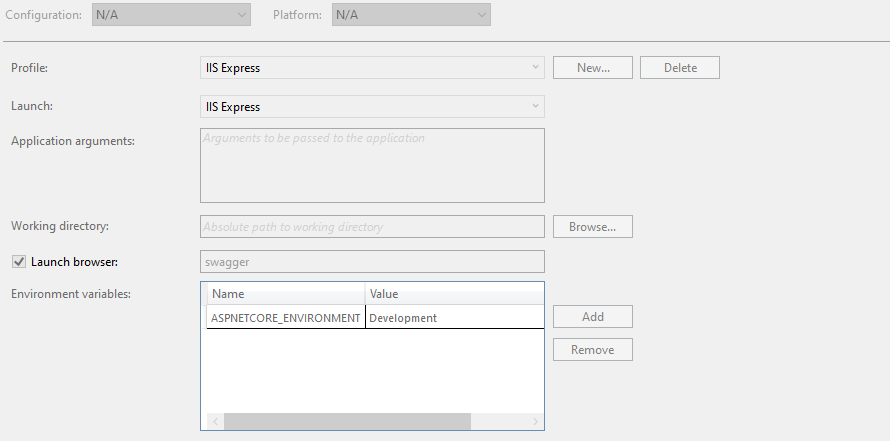 Configuration: N/A Platform: N/A
Profile: IIS Express New... Delete
Launch: IIS Express
Application arguments: Arguments to be passed to the application
Working directory: Absolute path to working directory Browse...
Launch browser: swagger
Environment variables: Name Value
ASPNETCORE_ENVIRONMENT Development Add
Remove